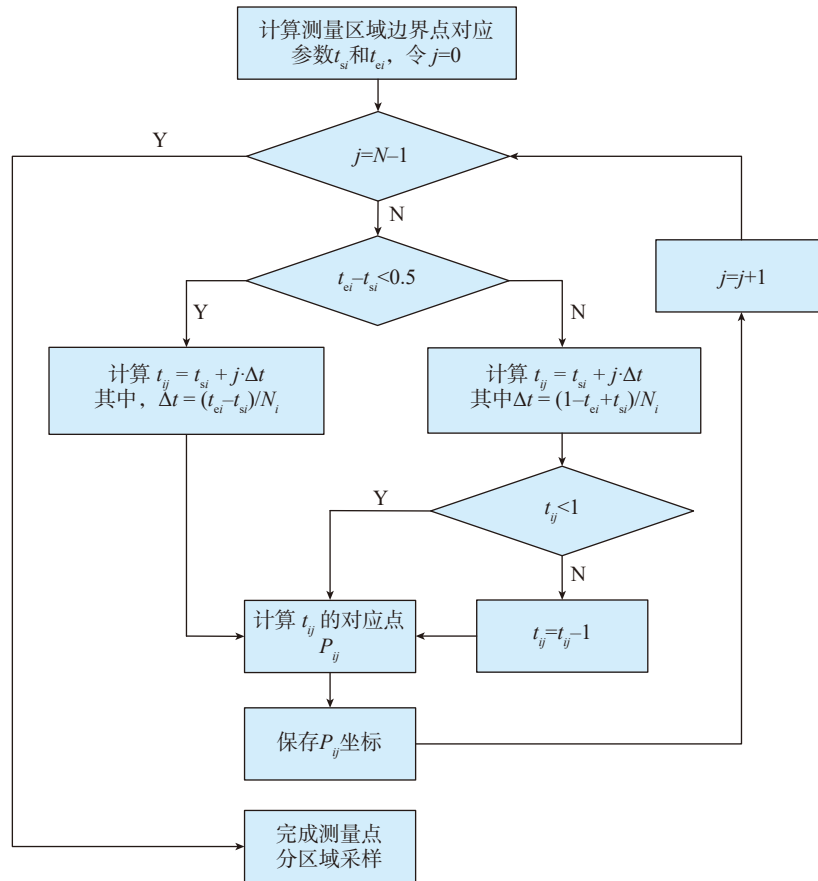 计算测量区域边界点对应
参数tsi和tei，令 j=0
Y
j=N–1
N
tei–tsi<0.5
j=j+1
Y
N
计算 tij = tsi + j·Δt
其中，Δt = (tei–tsi)/Ni
计算 tij = tsi + j·Δt
其中Δt = (1–tei+tsi)/Ni
Y
tij<1
N
计算 tij 的对应点
Pij
tij=tij–1
保存Pij坐标
完成测量点
分区域采样